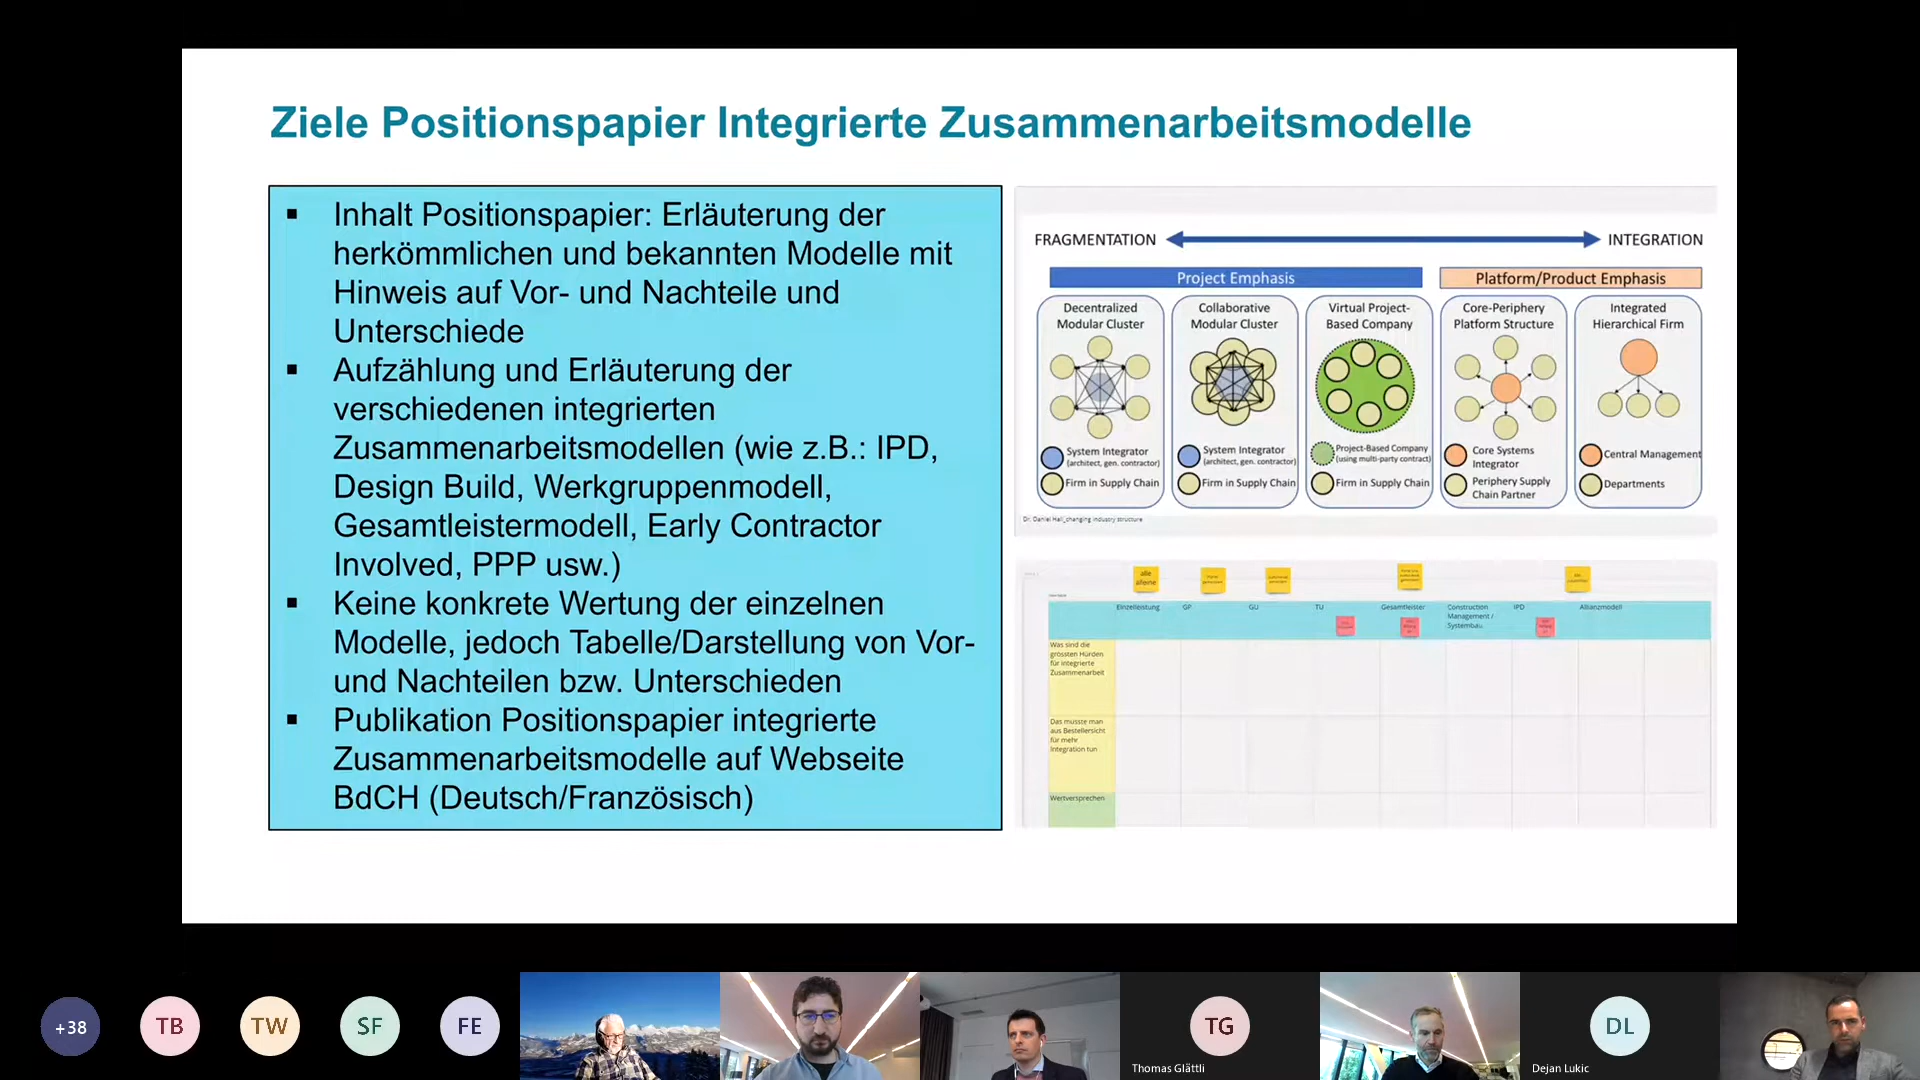 Ziele Positionspapier Integrierte Zusammenarbeitsmodelle
▪ Inhalt Positionspapier: Erläuterung der
herkömmlichen und bekannten Modelle mit
Hinweis auf Vor- und Nachteile und
Unterschiede
▪ Aufzählung und Erläuterung der
verschiedenen integrierten
Zusammenarbeitsmodellen (wie z.B.: IPD,
Design Build, Werkgruppenmodell,
Gesamtleistermodell, Early Contractor
Involved, PPP usw.)
▪ Keine konkrete Wertung der einzelnen
Modelle, jedoch Tabelle/Darstellung von Vor-
und Nachteilen bzw. Unterschieden
▪ Publikation Positionspapier integrierte
Zusammenarbeitsmodelle auf Webseite
BdCH (Deutsch/Französisch)
FRAGMENTATION INTEGRATION
Project Emphasis Platform/Product Emphasis
Decentralized
Modular Cluster
System Integrator
(architect, gen. contractor)
Firm in Supply Chain
Collaborative
Modular Cluster
System Integrator
(architect, gen. contractor)
Firm in Supply Chain
Virtual Project-
Based Company
Project-Based Company
(using multi-party contract)
Firm in Supply Chain
Core-Periphery
Platform Structure
Core Systems
Integrator
Periphery Supply
Chain Partner
Integrated
Hierarchical Firm
Central Management
Departments
Dr. Daniel Hall_changing industry structure
alle
alleine
Einzelleistung GP GU TU Gesamtleister Construction
Management /
Systembau IPD Allianzmodell
Was sind die
grössten Hürden
für integrierte
Zusammenarbeit
Das müsste man
aus Bestellersicht
für mehr
Integration tun
Wertversprechen
+38 TB TW SF FE TG DL
Thomas Glättli Dejan Lukic